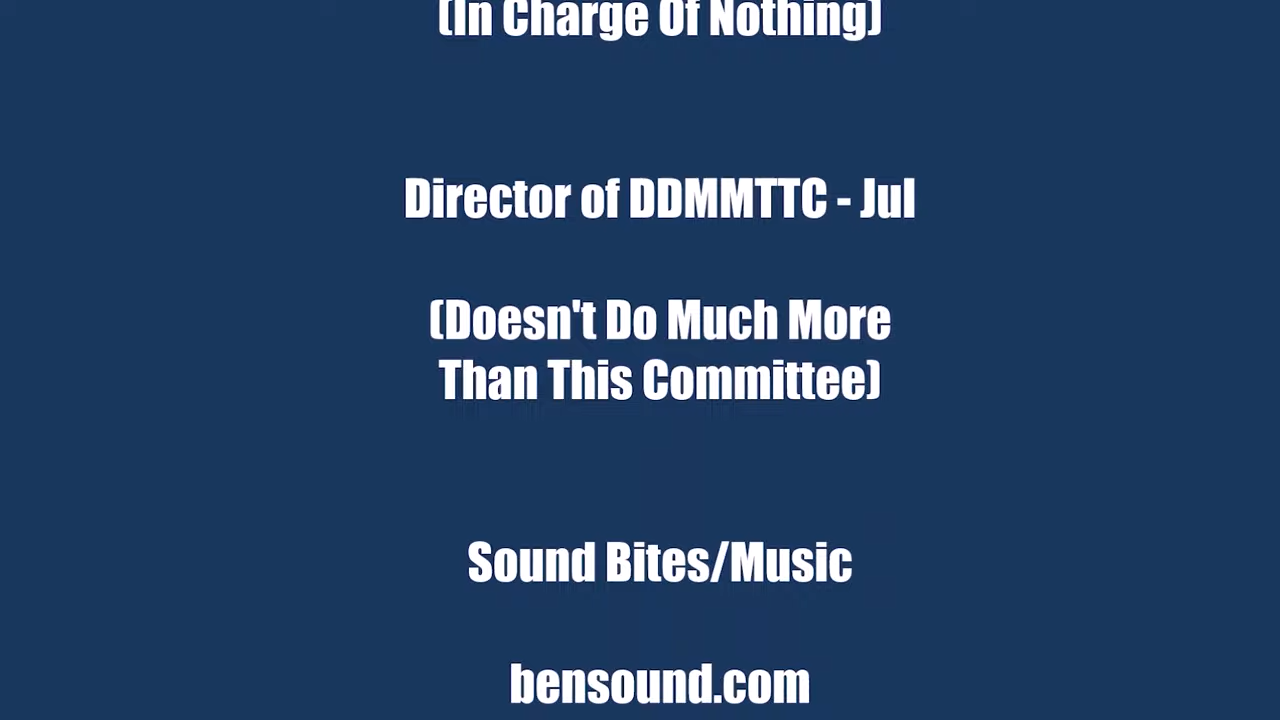 (In Charge Of Nothing)
Director of DDMMTTC - Jul
(Doesn't Do Much More
Than This Committee)
Sound Bites/Music
bensound.com